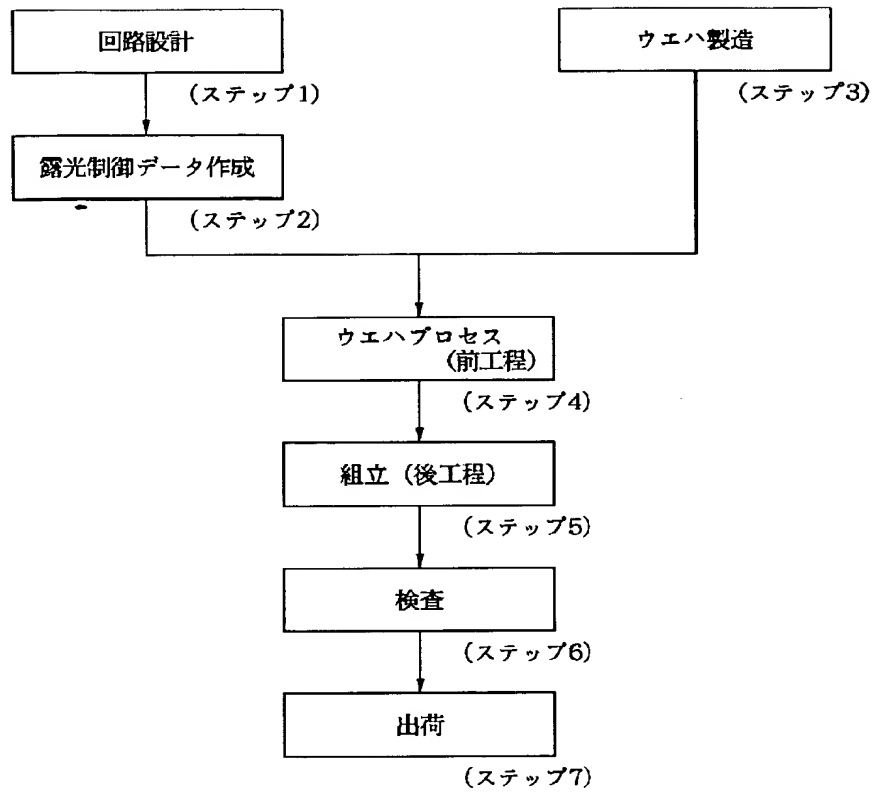 回路設計
(ステップ1)
ウエハ製造
(ステップ3)
露光制御データ作成
(ステップ2)
ウエハプロセス
(前工程)
(ステップ4)
組立(後工程)
(ステップ5)
検査
(ステップ6)
出荷
(ステップ7)